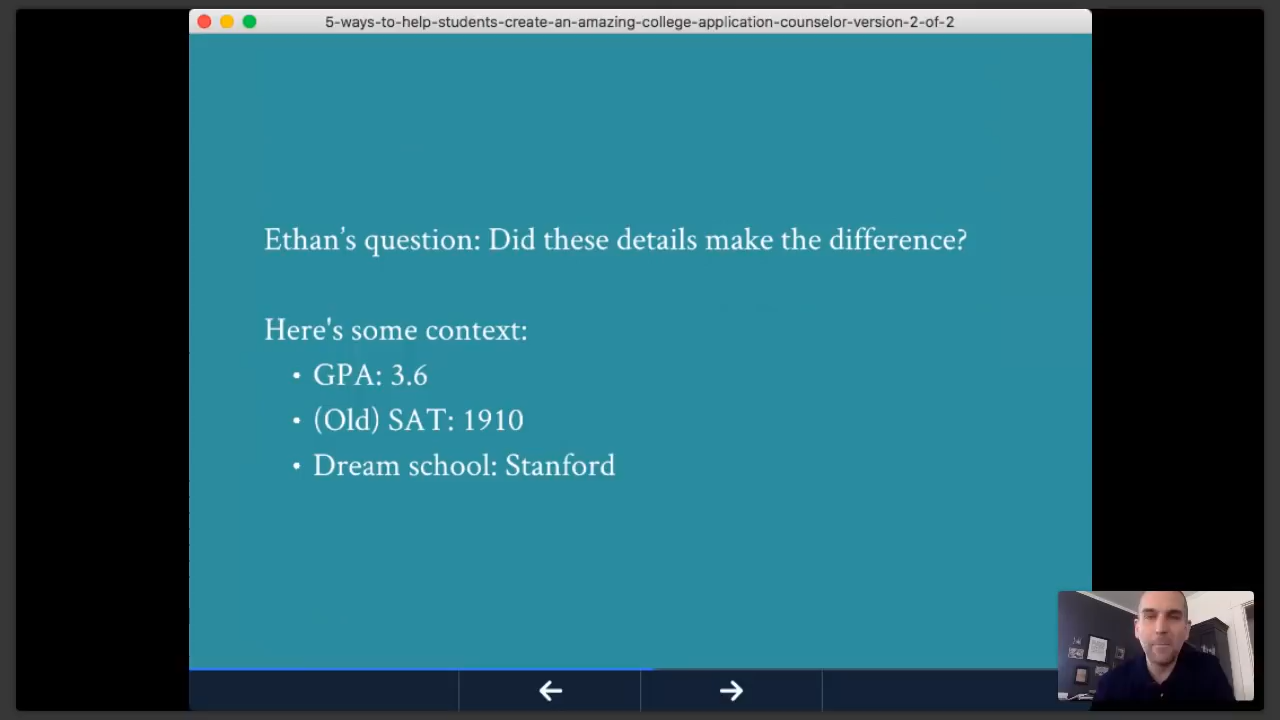 5-ways-to-help-students-create-an-amazing-college-application-counselor-version-2-of-2
Ethan’s question: Did these details make the difference?
Here's some context:
• GPA: 3.6
• (Old) SAT: 1910
• Dream school: Stanford